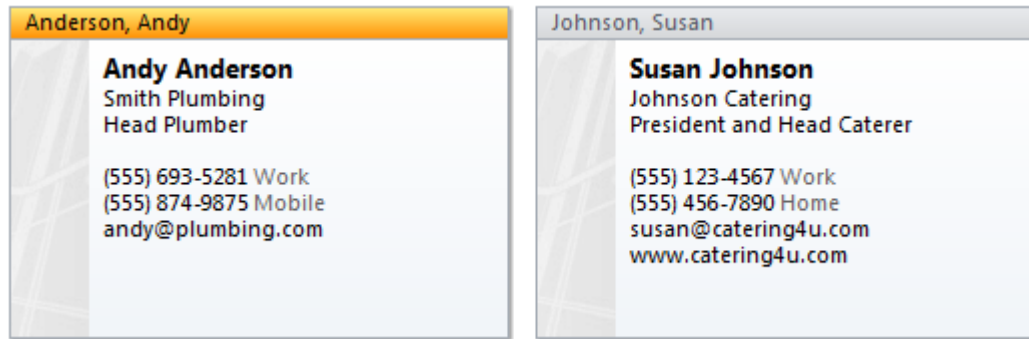 Anderson, Andy
Andy Anderson
Smith Plumbing
Head Plumber
(555) 693-5281 Work
(555) 874-9875 Mobile
andy@plumbing.com
Johnson, Susan
Susan Johnson
Johnson Catering
President and Head Caterer
(555) 123-4567 Work
(555) 456-7890 Home
susan@catering4u.com
www.catering4u.com